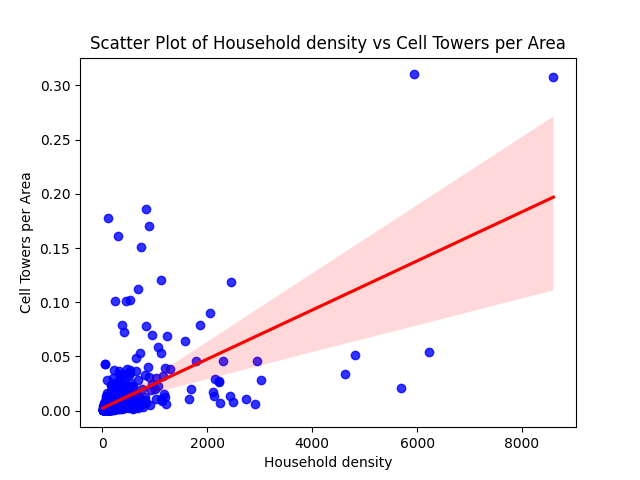 Scatter Plot of Household density vs Cell Towers per Area
0.30
0.25
0.20
0.15
0.10
0.05
0.00
Cell Towers per Area
0 2000 4000 6000 8000
Household density